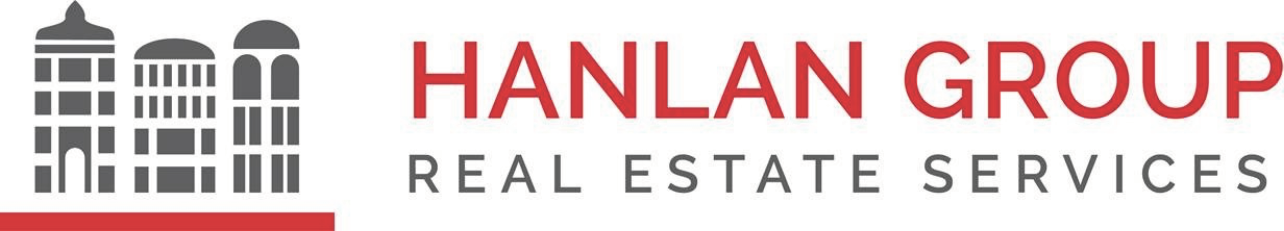 HANLAN GROUP
REAL ESTATE SERVICES